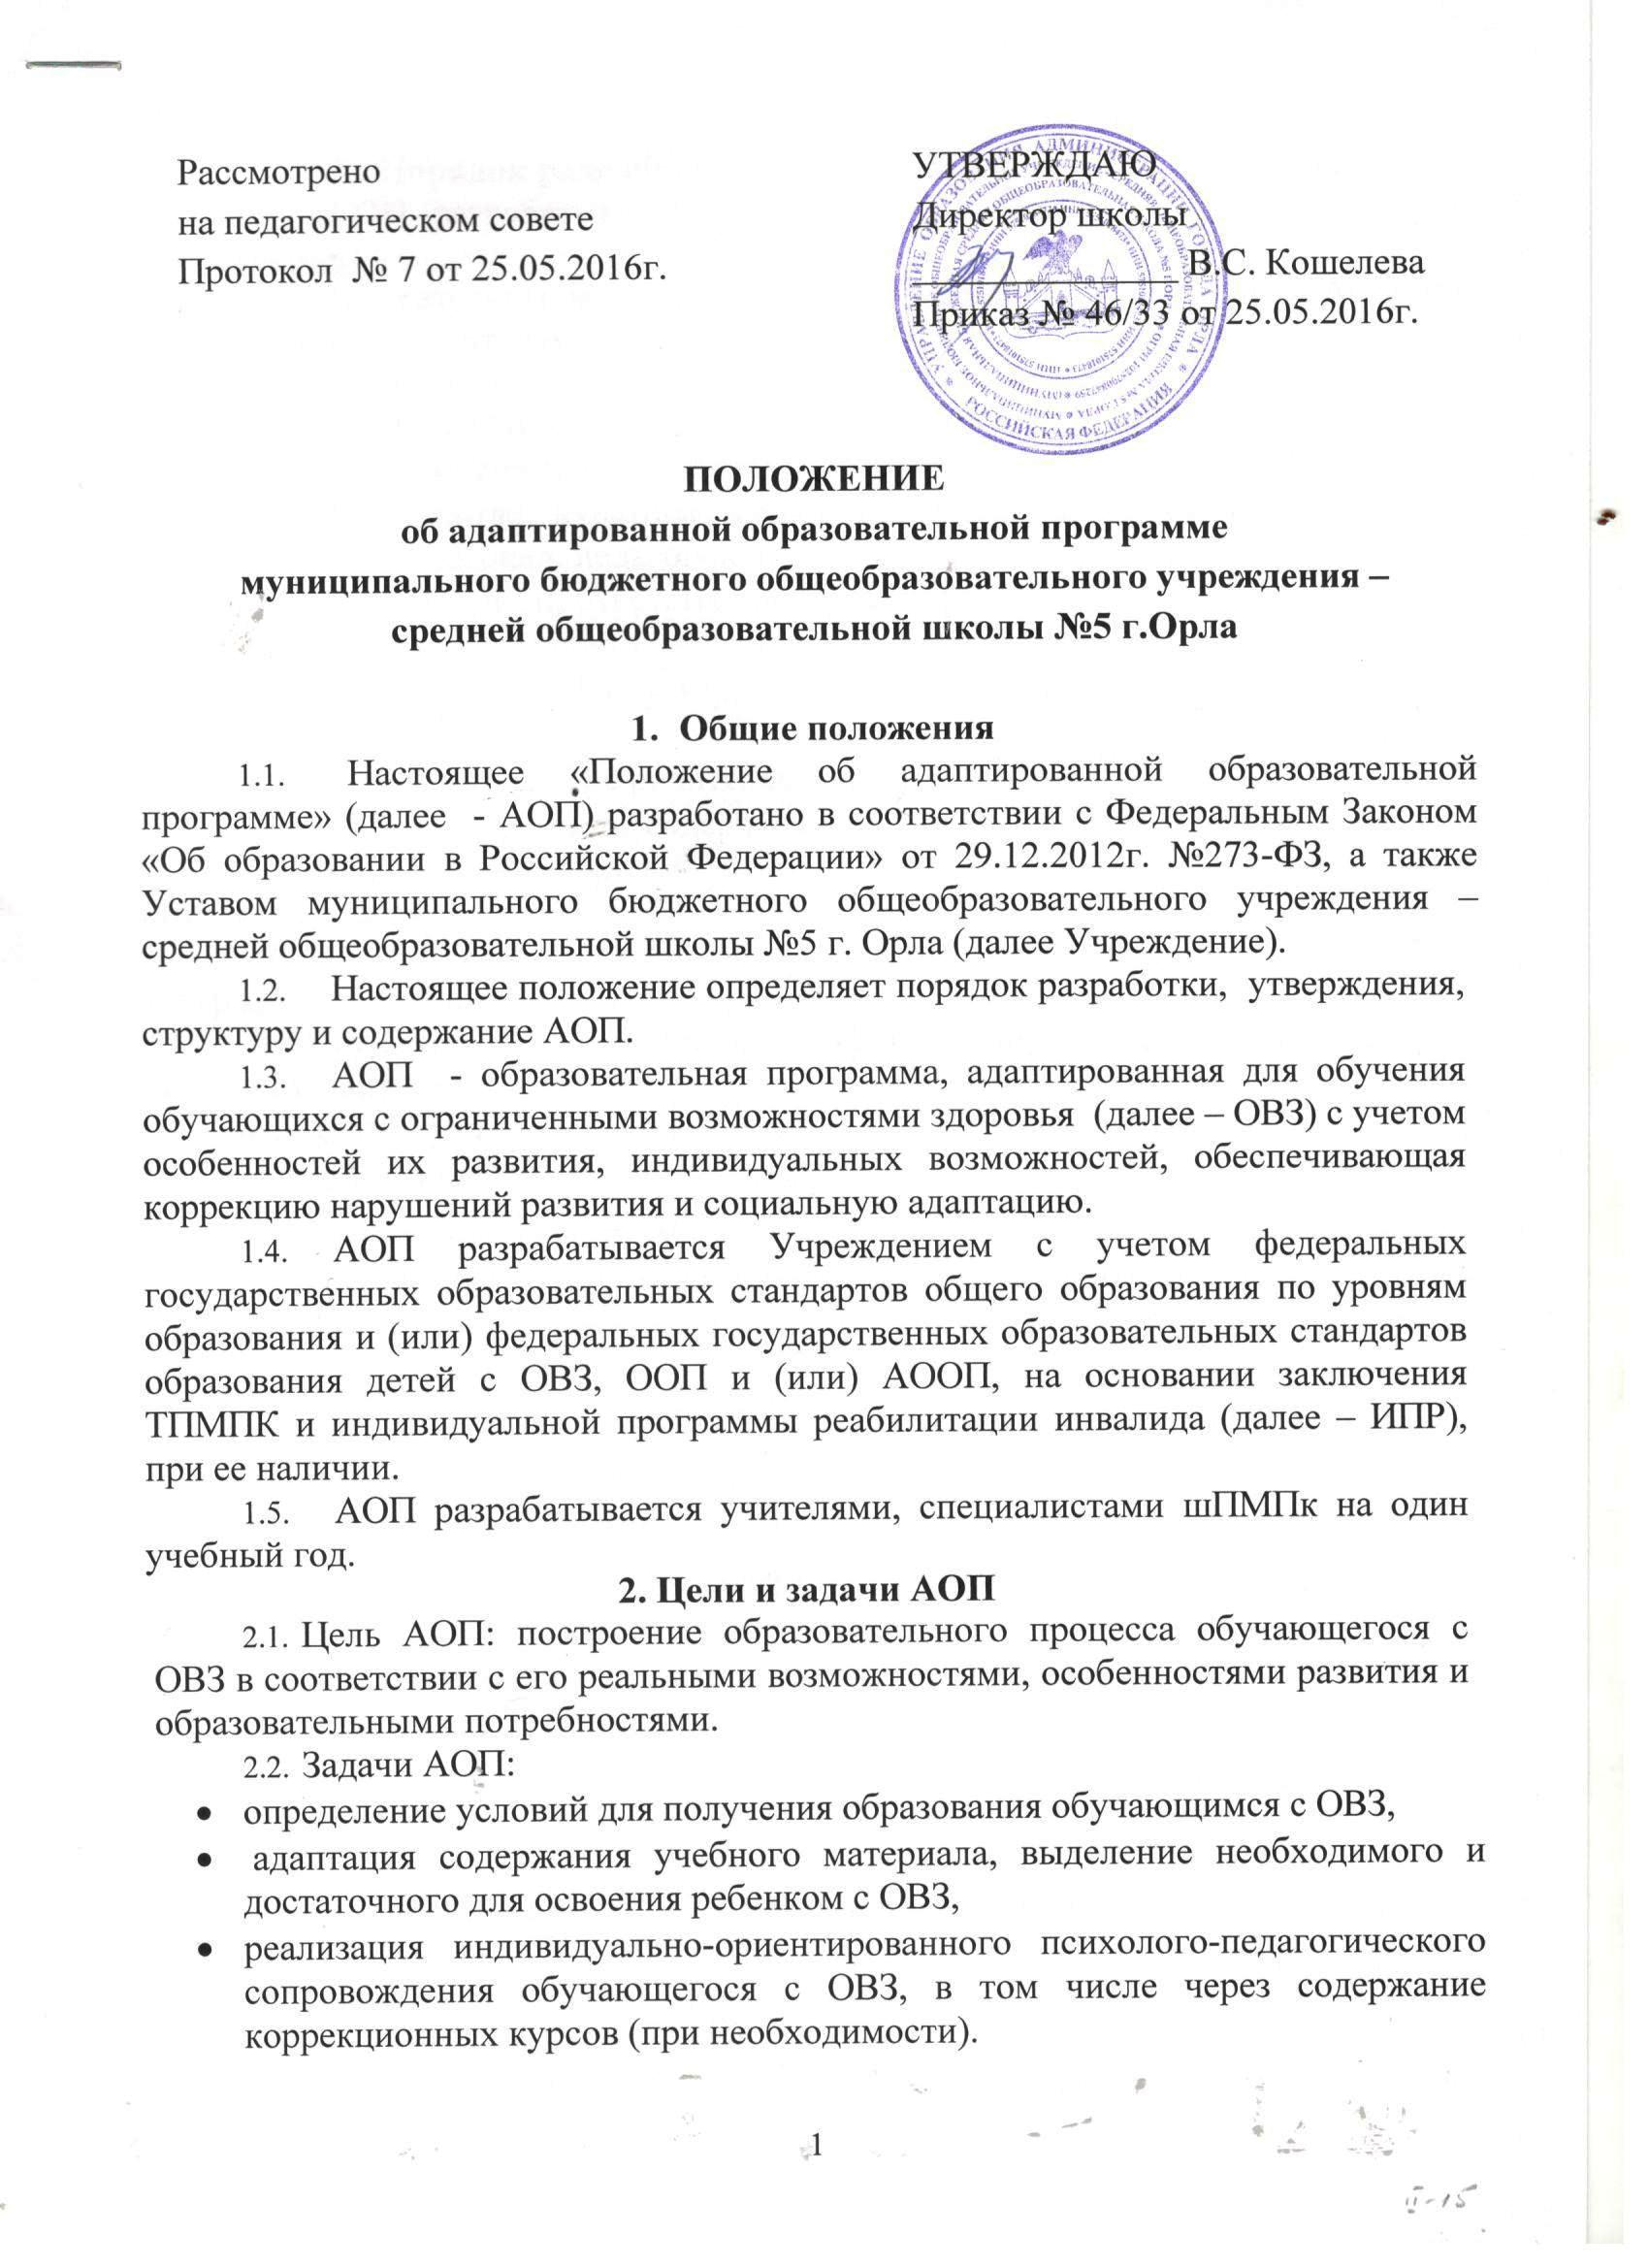 Рассмотрено
на педагогическом совете
Протокол № 7 от 25.05.2016г.
УТВЕРЖДАЮ
Директор школы
В.С. Кошелева
Приказ № 46/33 от 25.05.2016г.
УПРАВЛЕНИЕ ОБРАЗОВАНИЯ АДМИНИСТРАЦИИ ГОРОДА ОРЛА
РОССИЙСКАЯ ФЕДЕРАЦИЯ
ПОЛОЖЕНИЕ
об адаптированной образовательной программе
муниципального бюджетного общеобразовательного учреждения –
средней общеобразовательной школы №5 г.Орла
1. Общие положения
1.1. Настоящее «Положение об адаптированной образовательной
программе» (далее - АОП) разработано в соответствии с Федеральным Законом
«Об образовании в Российской Федерации» от 29.12.2012г. №273-ФЗ, а также
Уставом муниципального бюджетного общеобразовательного учреждения –
средней общеобразовательной школы №5 г. Орла (далее Учреждение).
1.2. Настоящее положение определяет порядок разработки, утверждения,
структуру и содержание АОП.
1.3. АОП - образовательная программа, адаптированная для обучения
обучающихся с ограниченными возможностями здоровья (далее – ОВЗ) с учетом
особенностей их развития, индивидуальных возможностей, обеспечивающая
коррекцию нарушений развития и социальную адаптацию.
1.4. АОП разрабатывается Учреждением с учетом федеральных
государственных образовательных стандартов общего образования по уровням
образования и (или) федеральных государственных образовательных стандартов
образования детей с ОВЗ, ООП и (или) АООП, на основании заключения
ТПМПК и индивидуальной программы реабилитации инвалида (далее – ИПР),
при ее наличии.
1.5. АОП разрабатывается учителями, специалистами шПМПк на один
учебный год.
2. Цели и задачи АОП
2.1. Цель АОП: построение образовательного процесса обучающегося с
ОВЗ в соответствии с его реальными возможностями, особенностями развития и
образовательными потребностями.
2.2. Задачи АОП:
• определение условий для получения образования обучающимся с ОВЗ,
• адаптация содержания учебного материала, выделение необходимого и
достаточного для освоения ребенком с ОВЗ,
• реализация индивидуально-ориентированного психолого-педагогического
сопровождения обучающегося с ОВЗ, в том числе через содержание
коррекционных курсов (при необходимости).
1
II-15